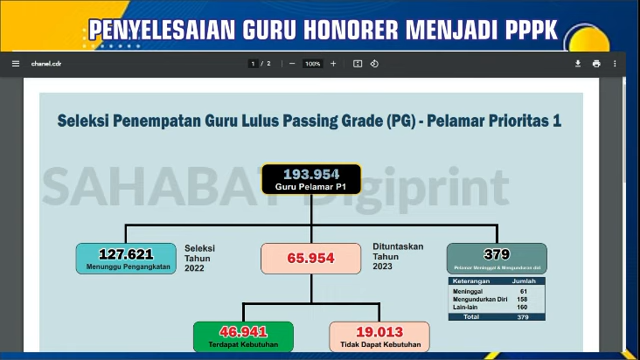 PENYELESAIAN GURU HONORER MENJADI PPPK
chanel.cdr
1 / 2
100%
Seleksi Penempatan Guru Lulus Passing Grade (PG) - Pelamar Prioritas 1
SAHABAT Digiprint
193.954
Guru Pelamar P1
127.621
Menunggu Pengangkatan
Seleksi
Tahun
2022
65.954
Dituntaskan
Tahun
2023
379
Pelamar Meninggal & Mengundurkan diri
Keterangan Jumlah
Meninggal 61
Mengundurkan Diri 158
Lain-lain 160
Total 379
46.941
Terdapat Kebutuhan
19.013
Tidak Dapat Kebutuhan